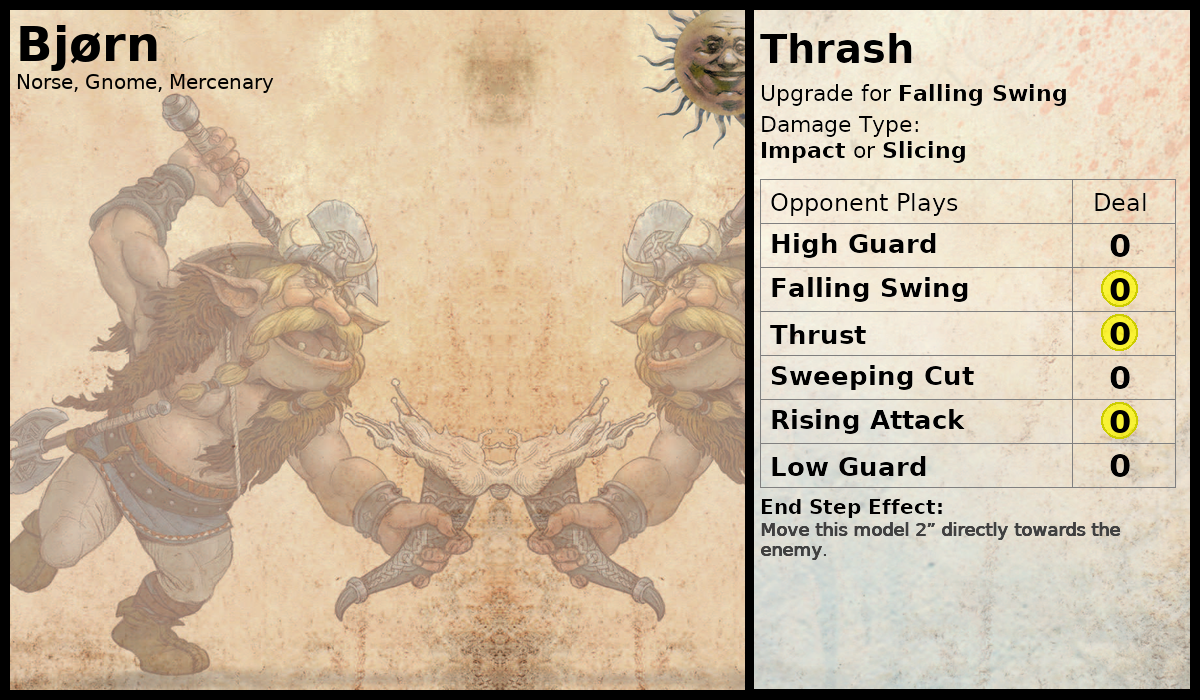 Bjørn
Norse, Gnome, Mercenary
Thrash
Upgrade for Falling Swing
Damage Type:
Impact or Slicing
Opponent Plays Deal
High Guard 0
Falling Swing 0
Thrust 0
Sweeping Cut 0
Rising Attack 0
Low Guard 0
End Step Effect:
Move this model 2” directly towards the
enemy.